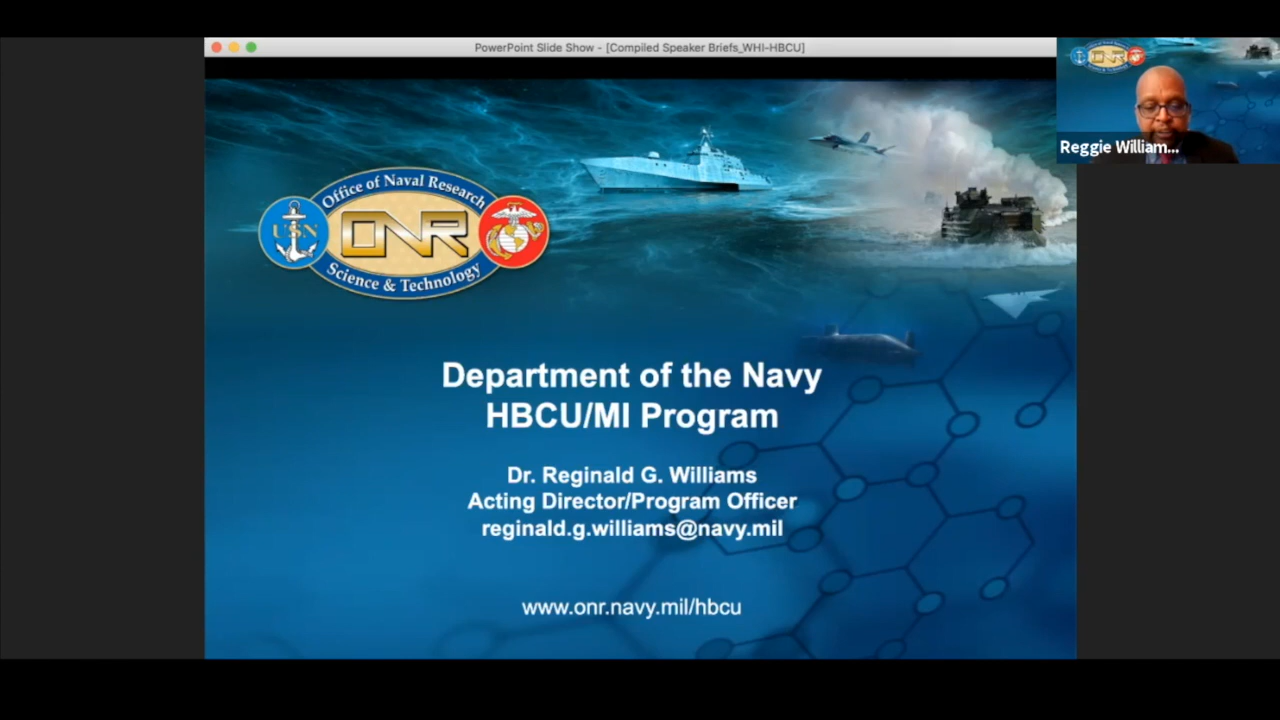 PowerPoint Slide Show - [Compiled Speaker Briefs_WHI-HBCU]
Reggie William...
Office of Naval Research
USN
ONR
Science & Technology
Department of the Navy
HBCU/MI Program
Dr. Reginald G. Williams
Acting Director/Program Officer
reginald.g.williams@navy.mil
www.onr.navy.mil/hbcu